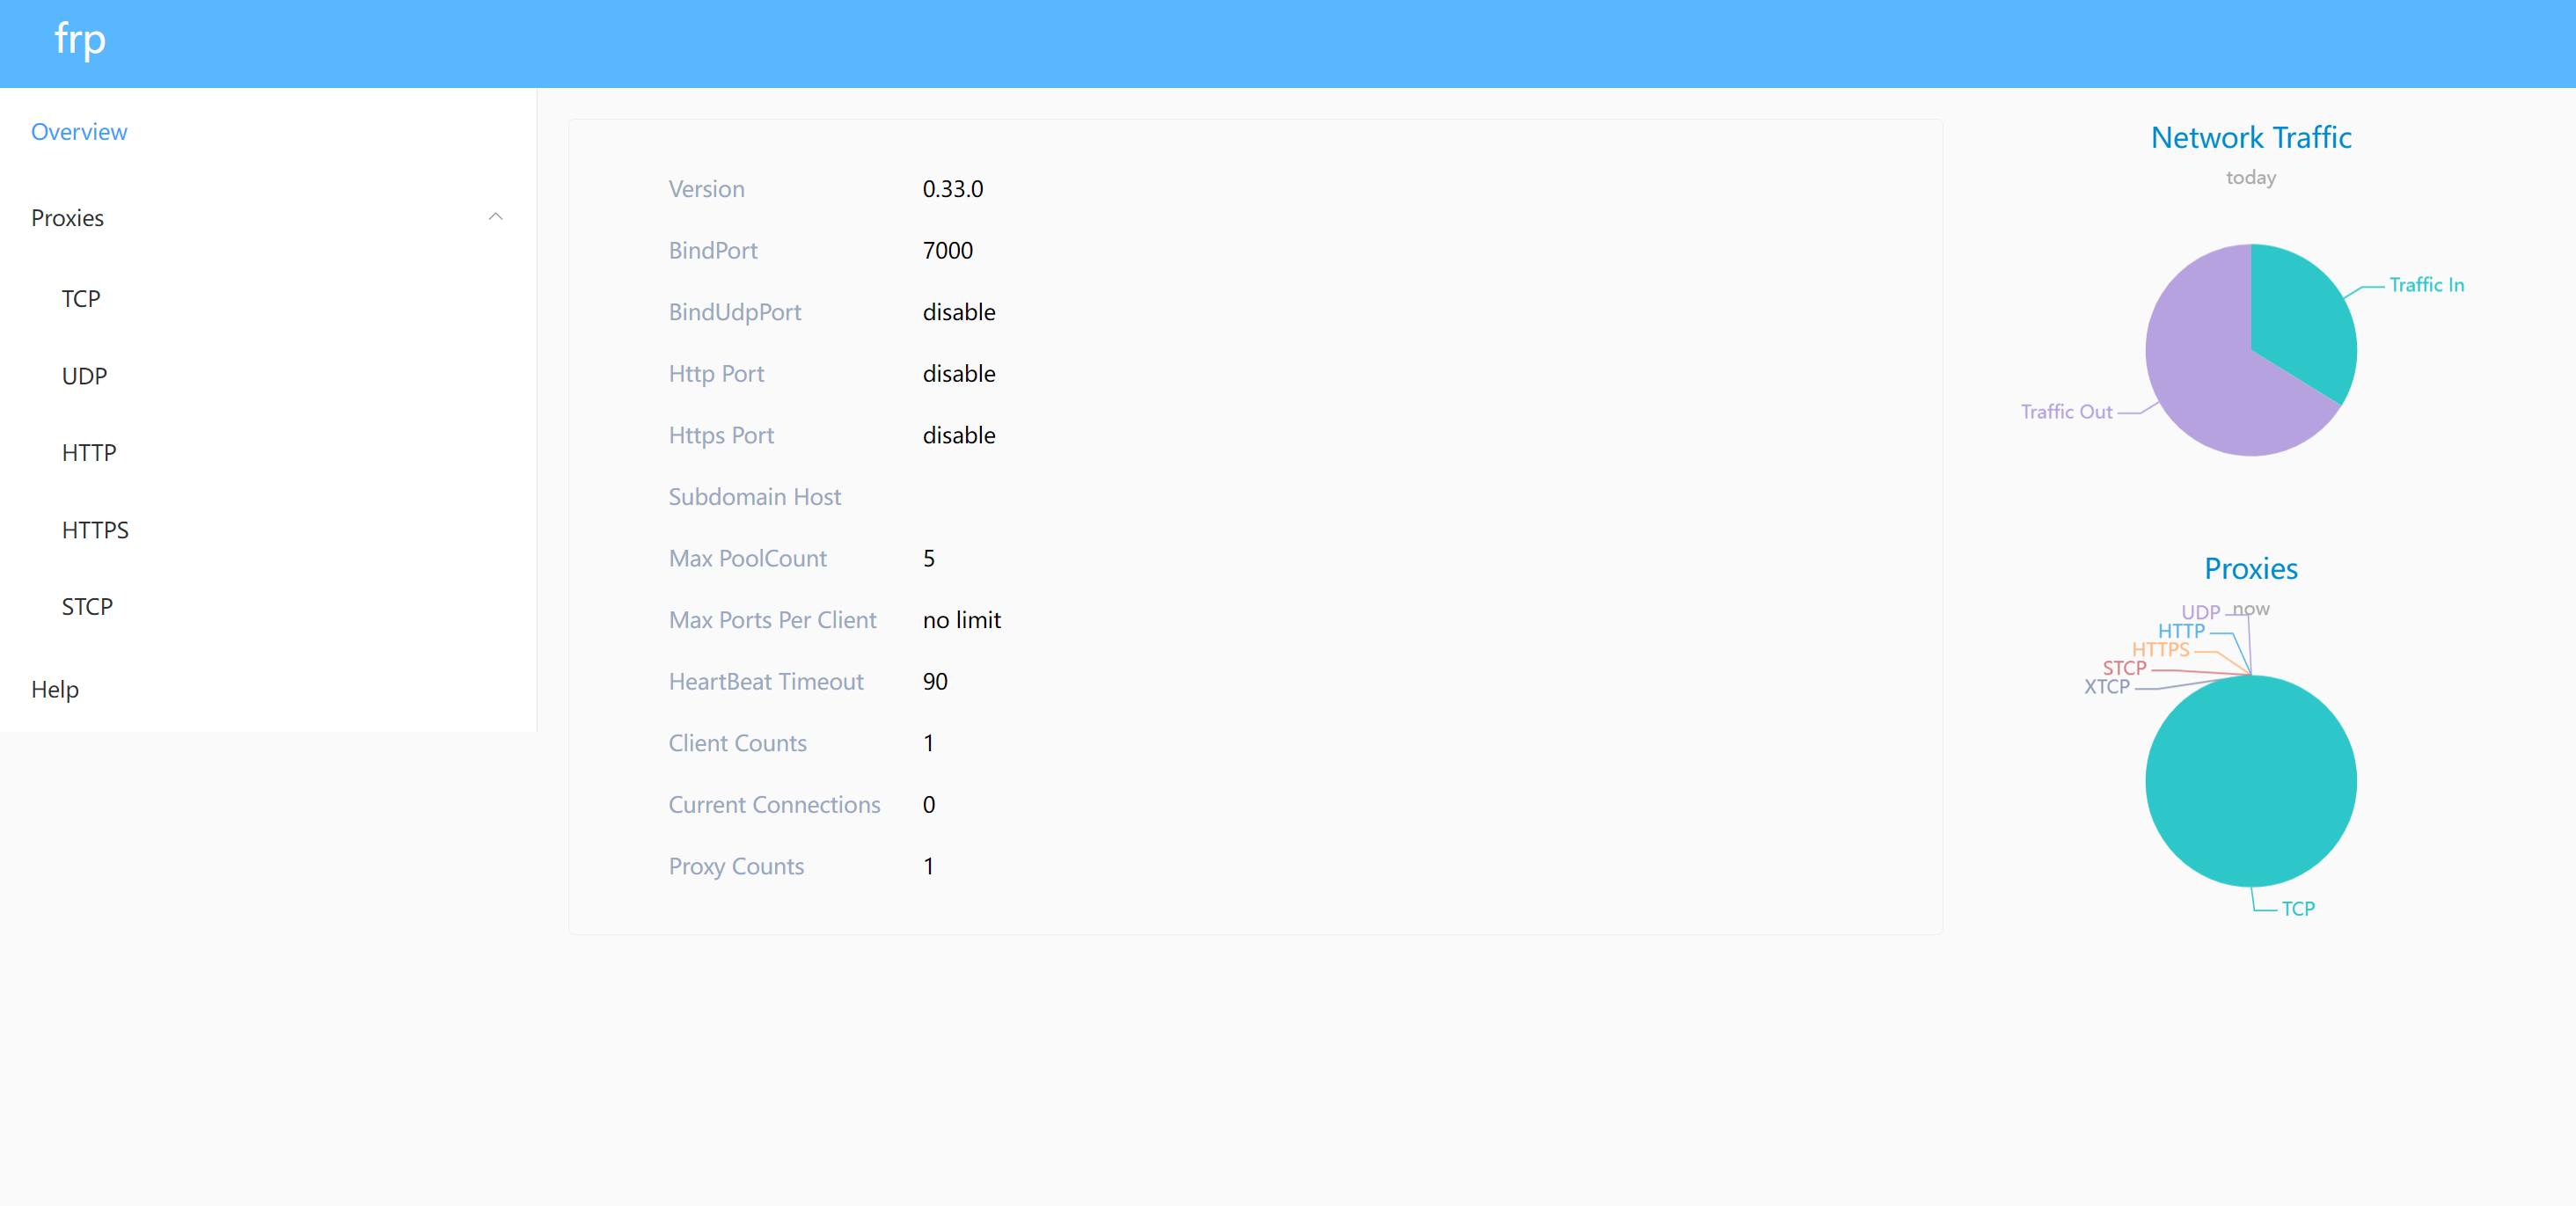 frp
Overview
Proxies
TCP
UDP
HTTP
HTTPS
STCP
Help
Version 0.33.0
BindPort 7000
BindUdpPort disable
Http Port disable
Https Port disable
Subdomain Host
Max PoolCount 5
Max Ports Per Client no limit
HeartBeat Timeout 90
Client Counts 1
Current Connections 0
Proxy Counts 1
Network Traffic
today
Traffic In
Traffic Out
Proxies
now
UDP
HTTP
HTTPS
STCP
XTCP
TCP